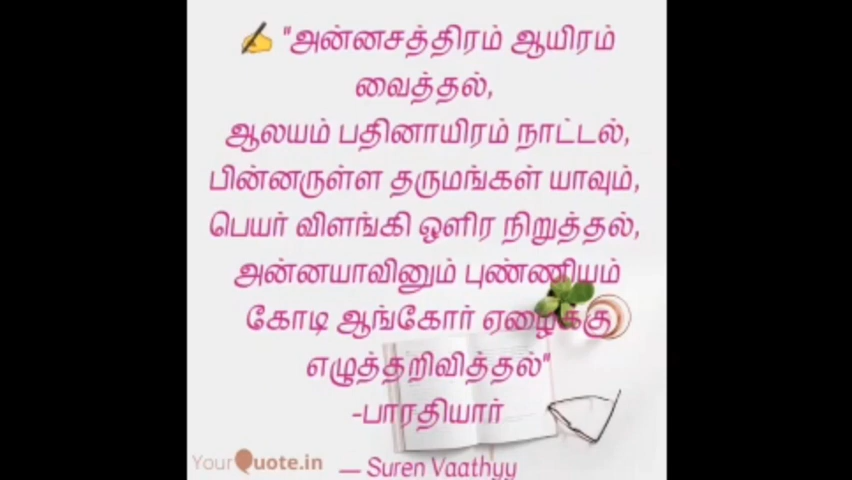 ✍ "அன்னசத்திரம் ஆயிரம்
வைத்தல்,
ஆலயம் பதினாயிரம் நாட்டல்,
பின்னருள்ள தருமங்கள் யாவும்,
பெயர் விளங்கி ஒளிர நிறுத்தல்,
அன்னயாவினும் புண்ணியம்
கோடி ஆங்கோர் ஏழைக்கு
எழுத்தறிவித்தல்"
-பாரதியார்
YourQuote.in
— Suren Vaathyy